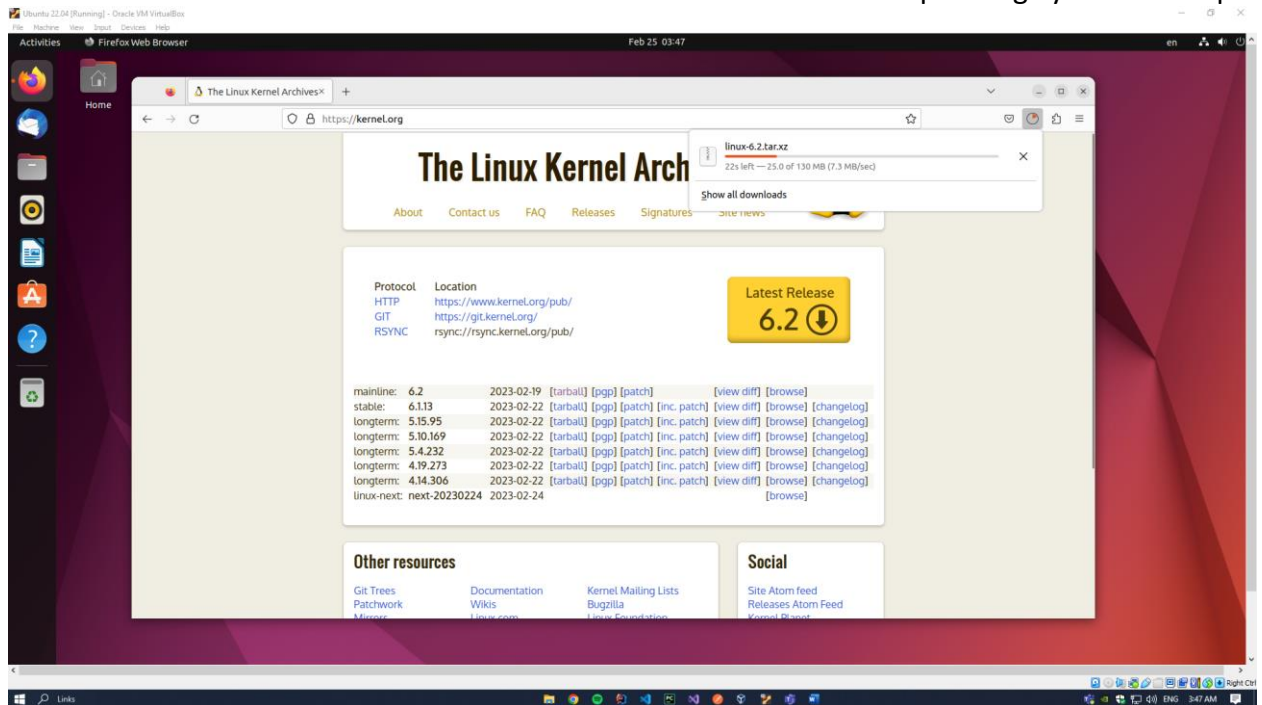 Ubuntu 22.04 [Running] - Oracle VM VirtualBox
File Machine View Input Devices Help
Activities Firefox Web Browser Feb 25 03:47 en
Home
The Linux Kernel Archives× +
https://kernel.org
linux-6.2.tar.xz
22s left — 25.0 of 130 MB (7.3 MB/sec)
Show all downloads
The Linux Kernel Arch
About Contact us FAQ Releases Signatures Site news
Protocol Location
HTTP https://www.kernel.org/pub/
GIT https://git.kernel.org/
RSYNC rsync://rsync.kernel.org/pub/
Latest Release
6.2
mainline: 6.2 2023-02-19 [tarball] [pgp] [patch] [view diff] [browse]
stable: 6.1.13 2023-02-22 [tarball] [pgp] [patch] [inc. patch] [view diff] [browse] [changelog]
longterm: 5.15.95 2023-02-22 [tarball] [pgp] [patch] [inc. patch] [view diff] [browse] [changelog]
longterm: 5.10.169 2023-02-22 [tarball] [pgp] [patch] [inc. patch] [view diff] [browse] [changelog]
longterm: 5.4.232 2023-02-22 [tarball] [pgp] [patch] [inc. patch] [view diff] [browse] [changelog]
longterm: 4.19.273 2023-02-22 [tarball] [pgp] [patch] [inc. patch] [view diff] [browse] [changelog]
longterm: 4.14.306 2023-02-22 [tarball] [pgp] [patch] [inc. patch] [view diff] [browse] [changelog]
linux-next: next-20230224 2023-02-24 [browse]
Other resources
Git Trees Documentation Kernel Mailing Lists
Patchwork Wikis Bugzilla
Mirrors Linux.com Linux Foundation
Social
Site Atom feed
Releases Atom Feed
Kernel Planet
Right Ctrl
Links ENG 3:47 AM